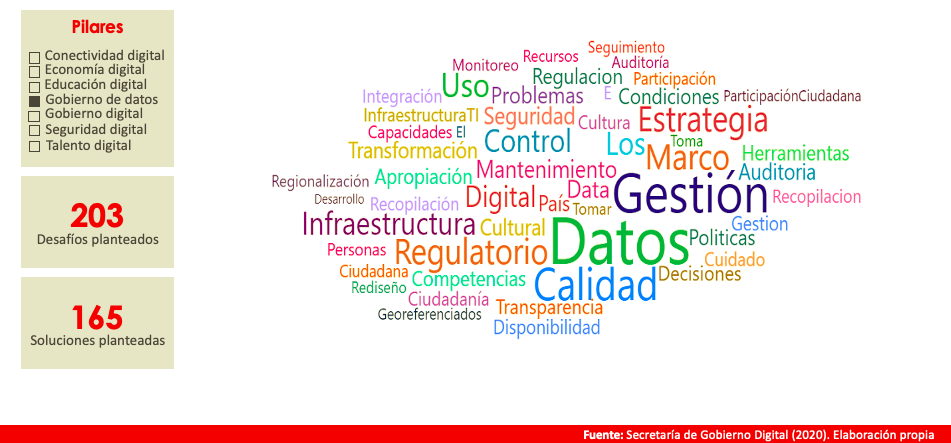 Pilares
Conectividad digital
Economía digital
Educación digital
Gobierno de datos
Gobierno digital
Seguridad digital
Talento digital
203
Desafíos planteados
165
Soluciones planteadas
Seguimiento
Recursos
Auditoría
Monitoreo
Regulacion
Participación
Uso
Problemas
E
Condiciones
ParticipaciónCiudadana
Integración
InfraestructuraTI
Seguridad
Cultura
Estrategia
Capacidades
El
Control
Los
Toma
Transformación
Marco
Herramientas
Mantenimiento
Auditoria
Regionalización
Apropiación
Data
Gestión
Desarrollo
Recopilación
Digital
País
Tomar
Recopilacion
Infraestructura
Cultural
Datos
Gestion
Politicas
Personas
Regulatorio
Cuidado
Ciudadana
Competencias
Calidad
Decisiones
Rediseño
Ciudadanía
Transparencia
Georeferenciados
Disponibilidad
Fuente: Secretaría de Gobierno Digital (2020). Elaboración propia